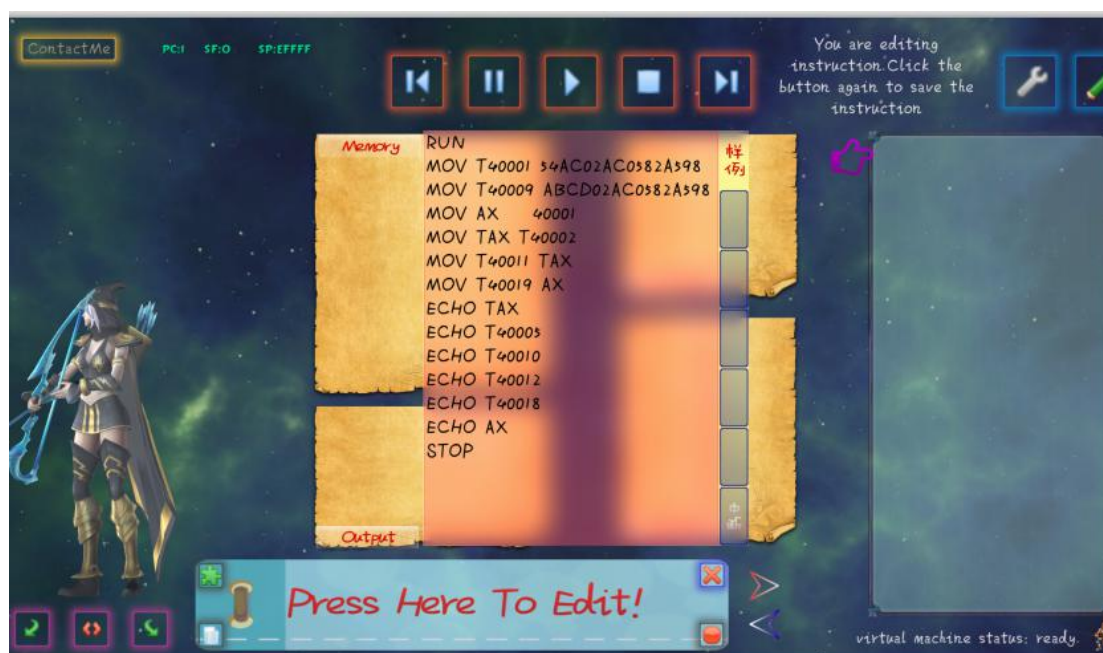 ContactMe
PC:1 SF:0 SP:EFFFF
You are editing
instruction.Click the
button again to save the
instruction
Memory
RUN
MOV T40001 54AC02AC0582A598
MOV T40009 ABCD02AC0582A598
MOV AX 40001
MOV TAX T40002
MOV T40011 TAX
MOV T40019 AX
ECHO TAX
ECHO T40005
ECHO T40010
ECHO T40012
ECHO T40018
ECHO AX
STOP
样
例
中
Output
Press Here To Edit!
virtual machine status: ready.